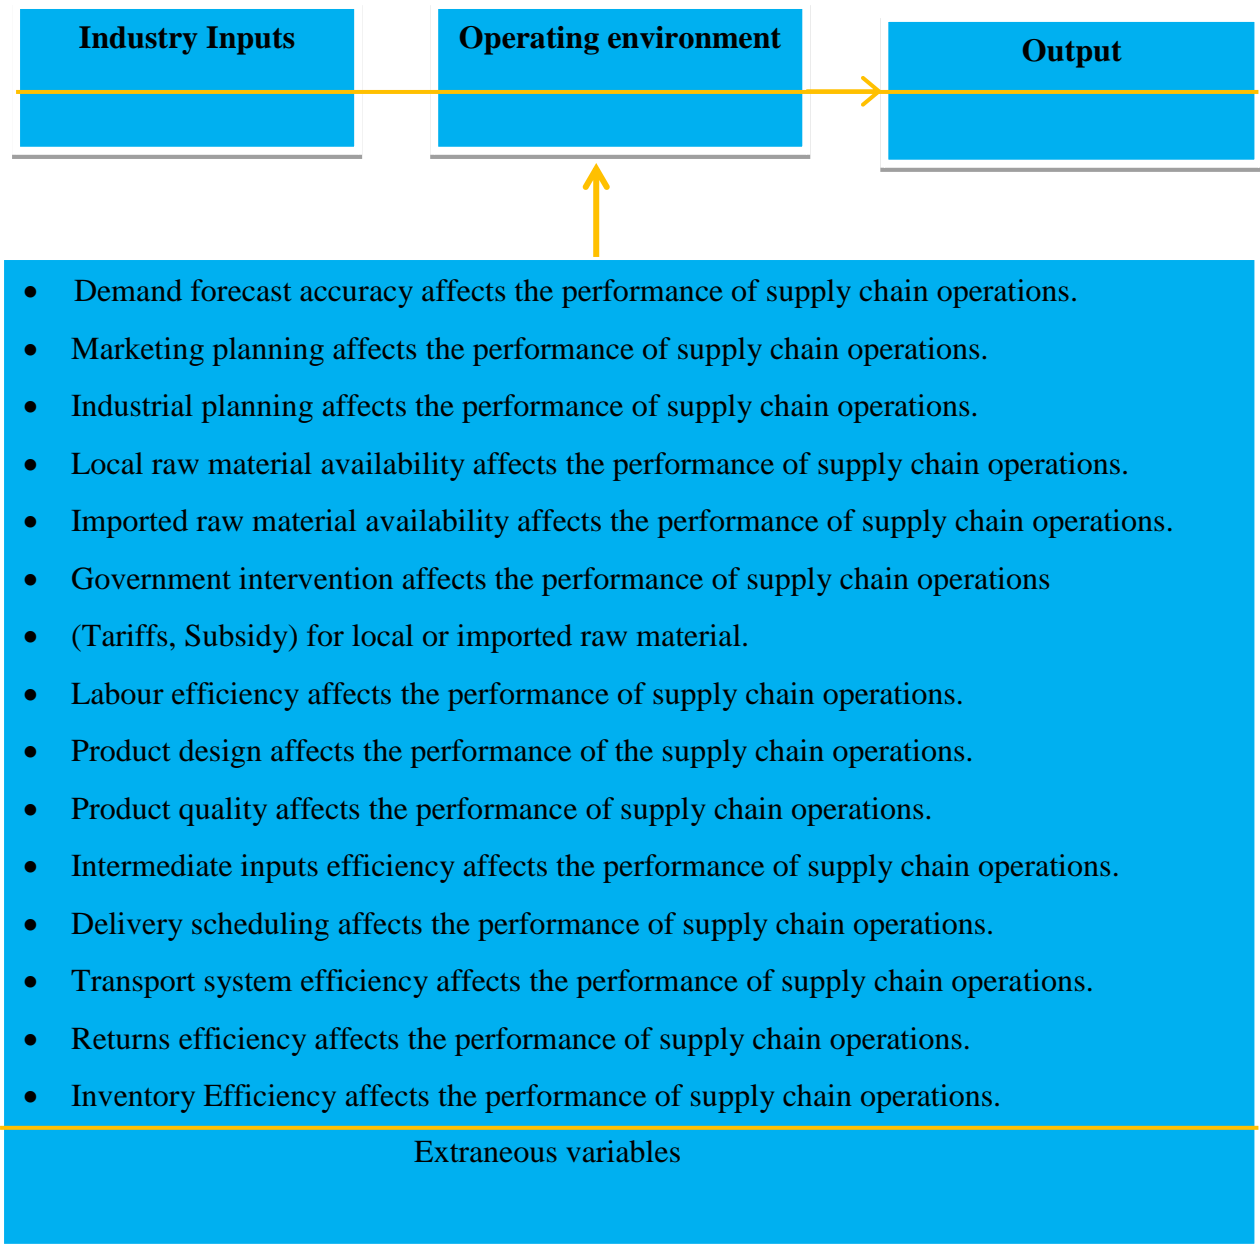 Industry Inputs
Operating environment
Output
• Demand forecast accuracy affects the performance of supply chain operations.
• Marketing planning affects the performance of supply chain operations.
• Industrial planning affects the performance of supply chain operations.
• Local raw material availability affects the performance of supply chain operations.
• Imported raw material availability affects the performance of supply chain operations.
• Government intervention affects the performance of supply chain operations
• (Tariffs, Subsidy) for local or imported raw material.
• Labour efficiency affects the performance of supply chain operations.
• Product design affects the performance of the supply chain operations.
• Product quality affects the performance of supply chain operations.
• Intermediate inputs efficiency affects the performance of supply chain operations.
• Delivery scheduling affects the performance of supply chain operations.
• Transport system efficiency affects the performance of supply chain operations.
• Returns efficiency affects the performance of supply chain operations.
• Inventory Efficiency affects the performance of supply chain operations.
Extraneous variables